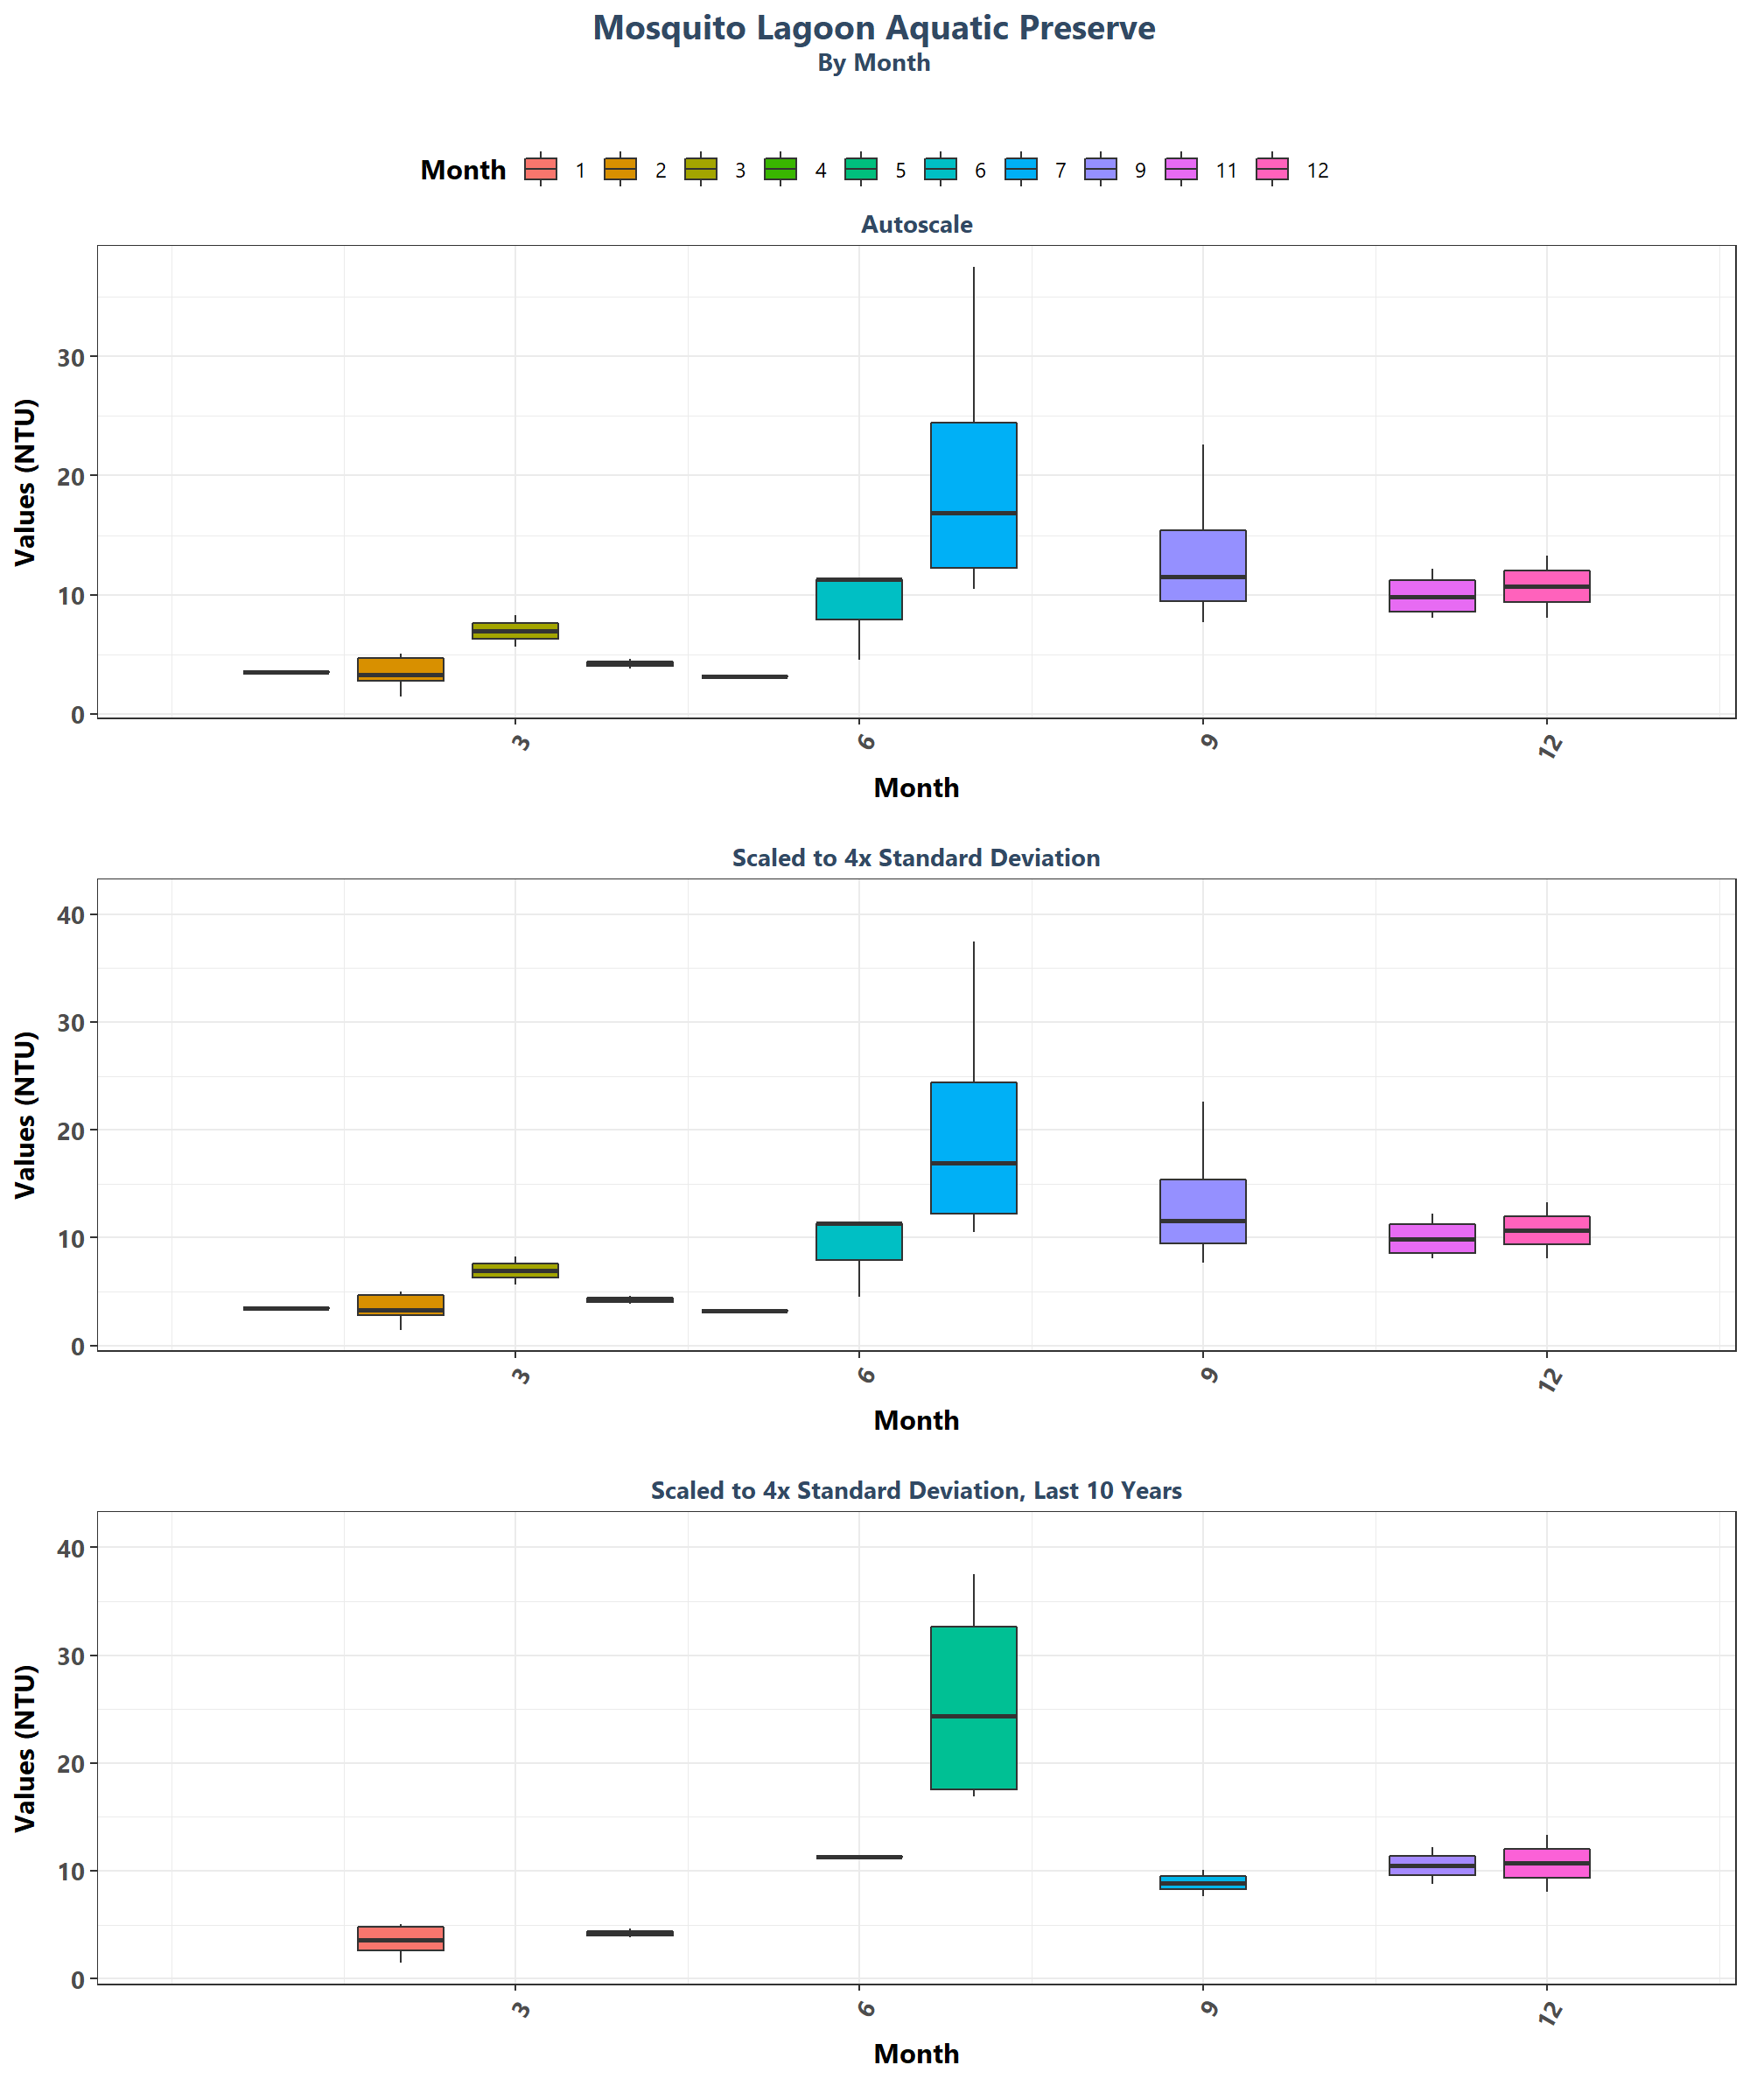 Mosquito Lagoon Aquatic Preserve
By Month
Month 1 2 3 4 5 6 7 9 11 12
Autoscale
Values (NTU)
30
20
10
0
3 6 9 12
Month
Scaled to 4x Standard Deviation
Values (NTU)
40
30
20
10
0
3 6 9 12
Month
Scaled to 4x Standard Deviation, Last 10 Years
Values (NTU)
40
30
20
10
0
3 6 9 12
Month